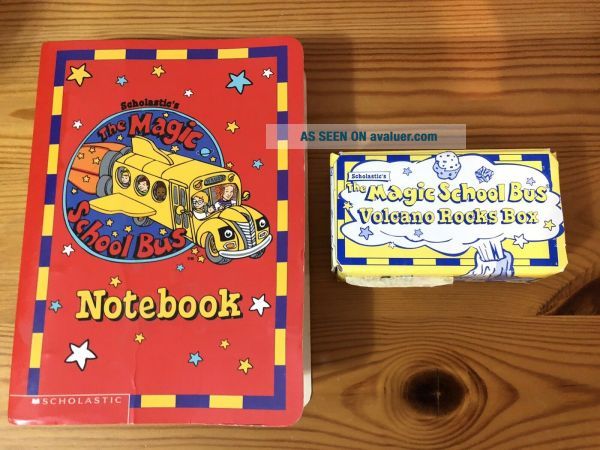 Scholastic's
The Magic
School Bus
Notebook
SCHOLASTIC
AS SEEN ON avaluer.com
Scholastic's
The Magic School Bus
Volcano Rocks Box